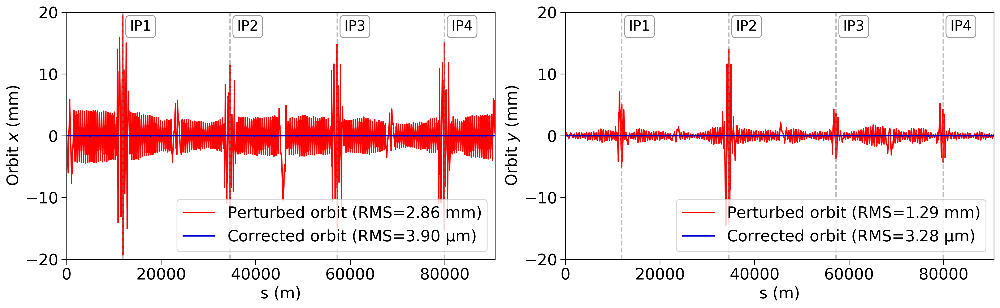 20
10
0
−10
−20
Orbit x (mm)
IP1
IP2
IP3
IP4
Perturbed orbit (RMS=2.86 mm)
Corrected orbit (RMS=3.90 μm)
0 20000 40000 60000 80000
s (m)
20
10
0
−10
−20
Orbit y (mm)
IP1
IP2
IP3
IP4
Perturbed orbit (RMS=1.29 mm)
Corrected orbit (RMS=3.28 μm)
0 20000 40000 60000 80000
s (m)